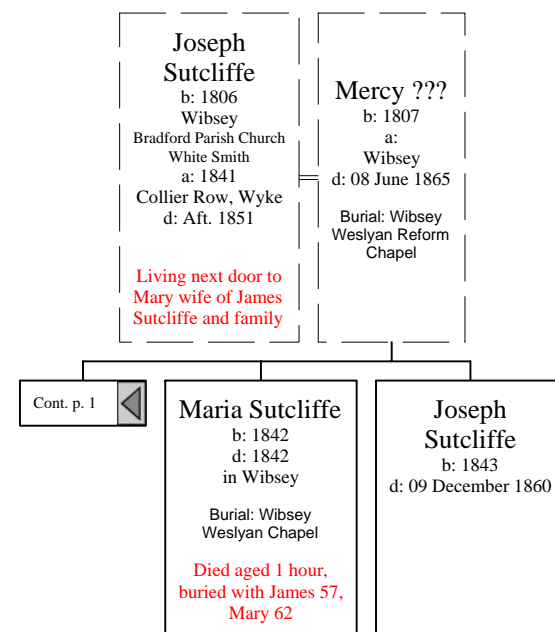 Joseph
Sutcliffe
b: 1806
Wibsey
Bradford Parish Church
White Smith
a: 1841
Collier Row, Wyke
d: Aft. 1851
Living next door to
Mary wife of James
Sutcliffe and family
Mercy ???
b: 1807
a:
Wibsey
d: 08 June 1865
Burial: Wibsey
Weslyan Reform
Chapel
Cont. p. 1
Maria Sutcliffe
b: 1842
d: 1842
in Wibsey
Burial: Wibsey
Weslyan Chapel
Died aged 1 hour,
buried with James 57,
Mary 62
Joseph
Sutcliffe
b: 1843
d: 09 December 1860